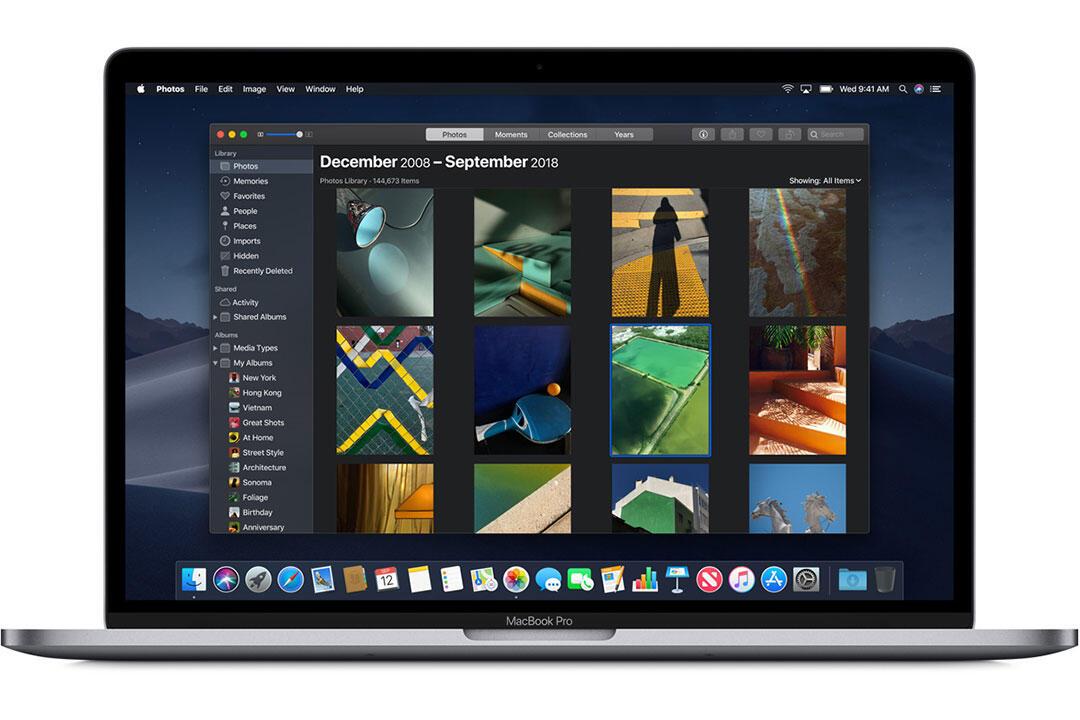 Photos File Edit Image View Window Help Wed 9:41 AM
Photos Moments Collections Years Search
Library
Photos
Memories
Favorites
People
Places
Imports
Hidden
Recently Deleted
Shared
Activity
Shared Albums
Albums
Media Types
My Albums
New York
Hong Kong
Vietnam
Great Shots
At Home
Street Style
Architecture
Sonoma
Foliage
Birthday
Anniversary
December 2008 – September 2018
Photos Library - 144,673 Items
Showing: All Items
12
MacBook Pro